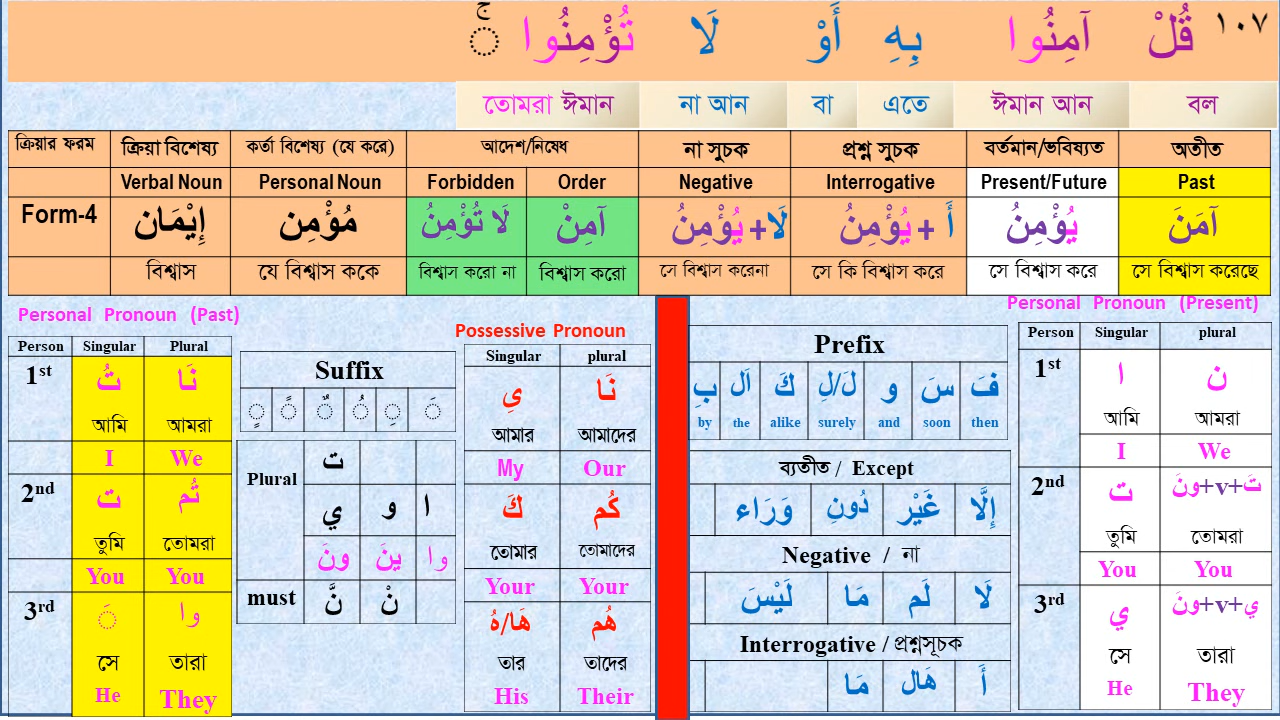 ١٠٧ قُلْ آمِنُوا بِهِ أَوْ لَا تُؤْمِنُوا ۚ
বল ঈমান আন এতে বা না আন তোমরা ঈমান
ক্রিয়ার ফরম ক্রিয়া বিশেষ্য কর্তা বিশেষ্য (যে করে) আদেশ/নিষেধ না সুচক প্রশ্ন সুচক বর্তমান/ভবিষ্যত অতীত
Verbal Noun Personal Noun Forbidden Order Negative Interrogative Present/Future Past
Form-4 إِيْمَان مُؤْمِن لَا تُؤْمِنُ آمِنْ لَا+يُؤْمِنُ أَ + يُؤْمِنُ يُؤْمِنُ آمَنَ
বিশ্বাস যে বিশ্বাস ককে বিশ্বাস করো না বিশ্বাস করো সে বিশ্বাস করেনা সে কি বিশ্বাস করে সে বিশ্বাস করে সে বিশ্বাস করেছে
Personal Pronoun (Past)
Person Singular Plural
1st تُ نَا
আমি আমরা
I We
2nd ت تُم
তুমি তোমরা
You You
3rd َ وا
সে তারা
He They
Suffix
ٍ ً ٌ ُ ِ َ
Plural ت
ي و ا
ونَ ينَ وا
must نَّ نْ
Possessive Pronoun
Singular plural
يِ نَا
আমার আমাদের
My Our
كَ كُم
তোমার তোমাদের
Your Your
هَا/هُ هُم
তার তাদের
His Their
Prefix
بِ اَل كَ لَ/لِ و سَ فَ
by the alike surely and soon then
ব্যতীত / Except
وَرَاء دُونِ غَيْر إِلَّا
Negative / না
لَيْسَ مَا لَم لَا
Interrogative / প্রশ্নসূচক
مَا هَال أَ
Personal Pronoun (Present)
Person Singular plural
1st ا ن
আমি আমরা
I We
2nd ت تَ+v+ونَ
তুমি তোমরা
You You
3rd ي ي+v+ونَ
সে তারা
He They